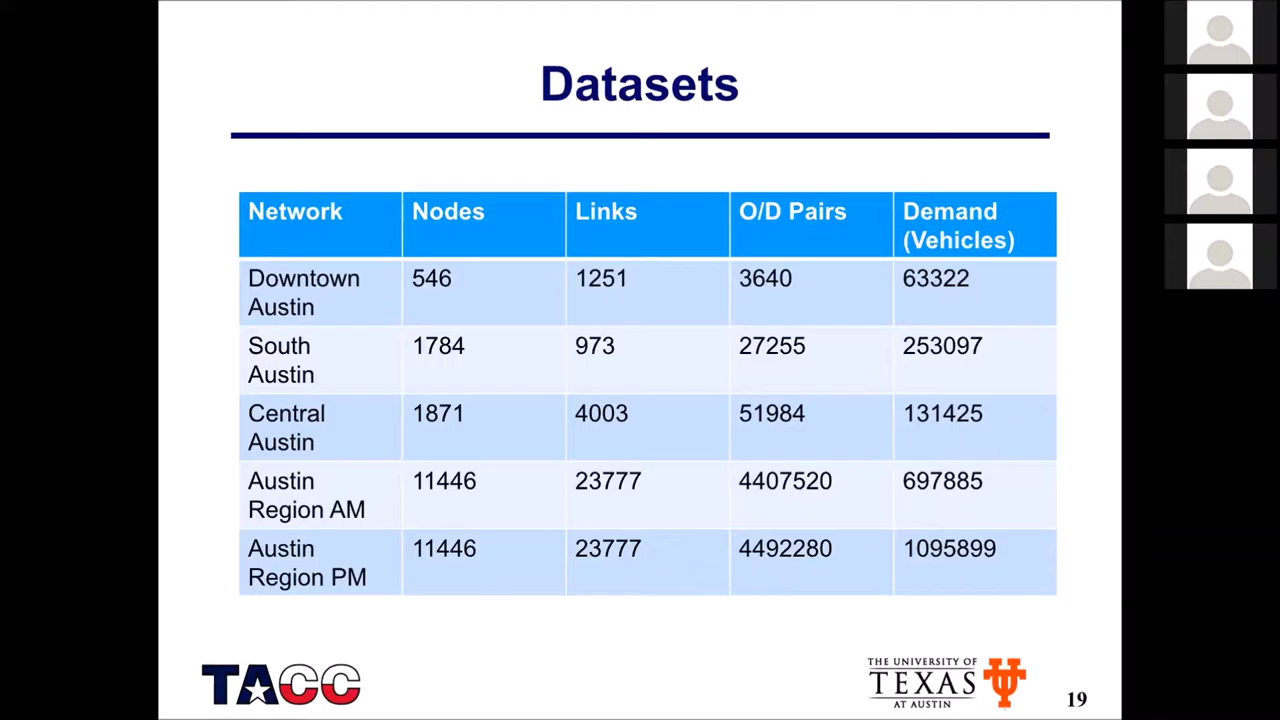 Datasets
Network Nodes Links O/D Pairs Demand
(Vehicles)
Downtown 546 1251 3640 63322
Austin
South 1784 973 27255 253097
Austin
Central 1871 4003 51984 131425
Austin
Austin 11446 23777 4407520 697885
Region AM
Austin 11446 23777 4492280 1095899
Region PM
TACC
THE UNIVERSITY OF
TEXAS
AT AUSTIN
19